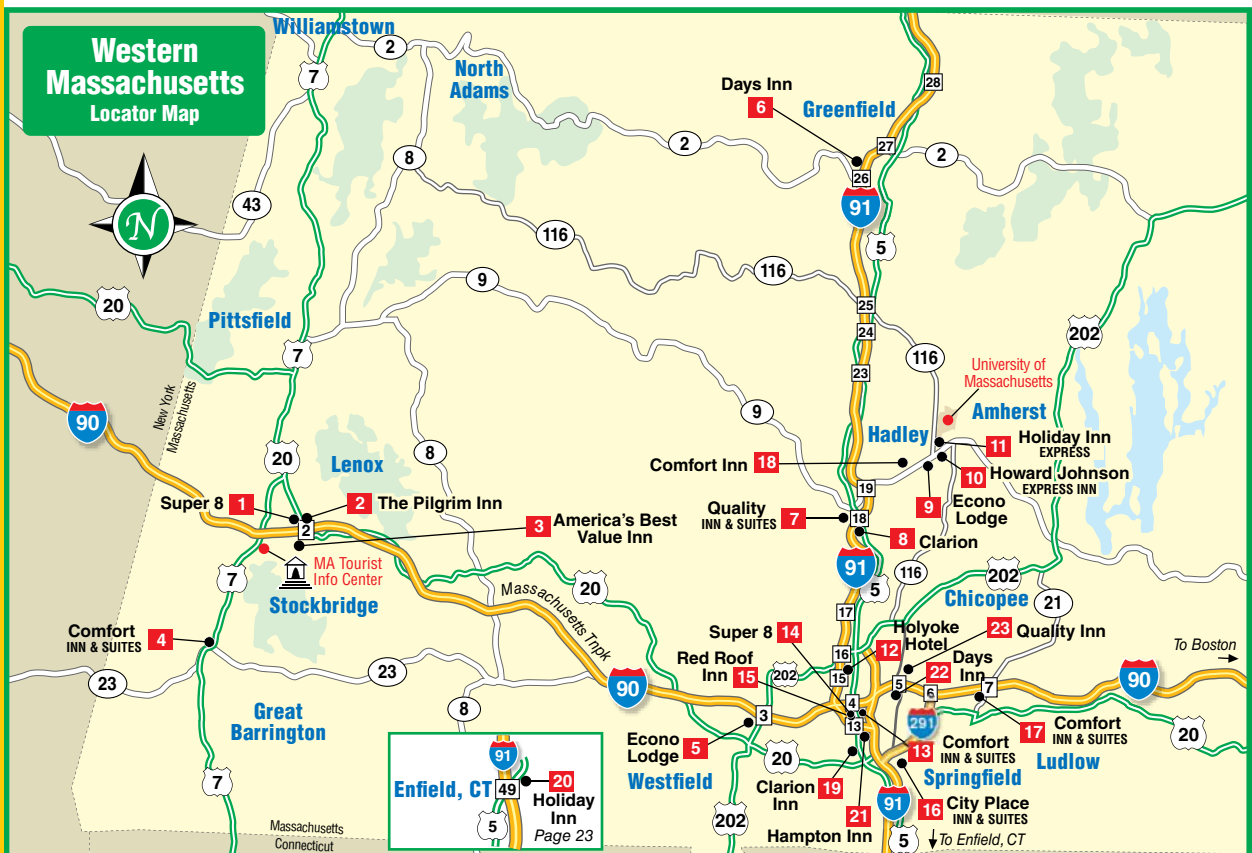 Western
Massachusetts
Locator Map
N
Williamstown
2
7
North
Adams
Days Inn
6
Greenfield
28
27
2
2
26
91
8
43
116
5
116
9
20
Pittsfield
25
24
202
7
116
23
University of
Massachusetts
Amherst
New York
Massachusetts
90
9
Hadley
11
Holiday Inn
EXPRESS
20
Lenox
8
Comfort Inn
18
10
Howard Johnson
EXPRESS INN
19
9
Econo
Lodge
Super 8
1
2
The Pilgrim Inn
2
Quality
INN & SUITES
7
18
8
Clarion
3
America's Best
Value Inn
MA Tourist
Info Center
Stockbridge
7
91
5
116
202
Chicopee
21
20
Massachusetts Tnpk
17
Comfort
INN & SUITES
4
Super 8
14
Holyoke
Hotel
12
23
Quality Inn
16
Red Roof
Inn
15
15
202
22
Days
Inn
To Boston
23
23
90
5
6
7
90
8
Great
Barrington
3
4
13
291
17
Comfort
INN & SUITES
20
Econo
Lodge
5
13
Comfort
INN & SUITES
Ludlow
Westfield
20
Clarion
Inn
19
Springfield
7
91
Enfield, CT
49
20
Holiday
Inn
Page 23
5
91
16
City Place
INN & SUITES
21
Hampton Inn
202
5
To Enfield, CT
Massachusetts
Connecticut